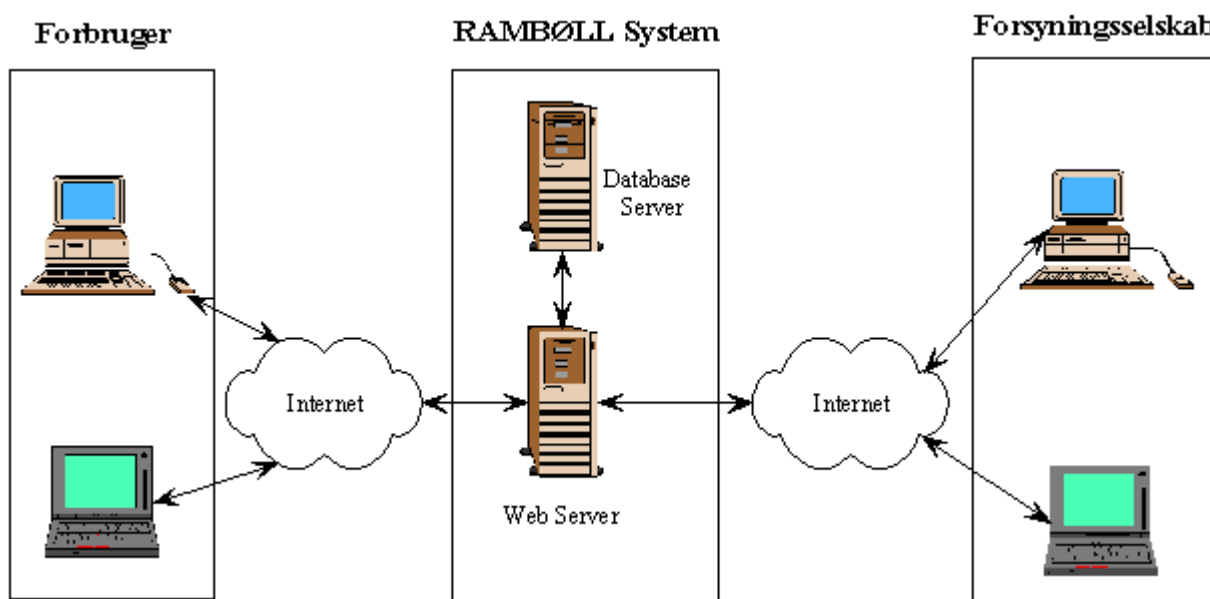 Forbruger
RAMBØLL System
Forsyningsselskab
Database
Server
Internet
Internet
Web Server